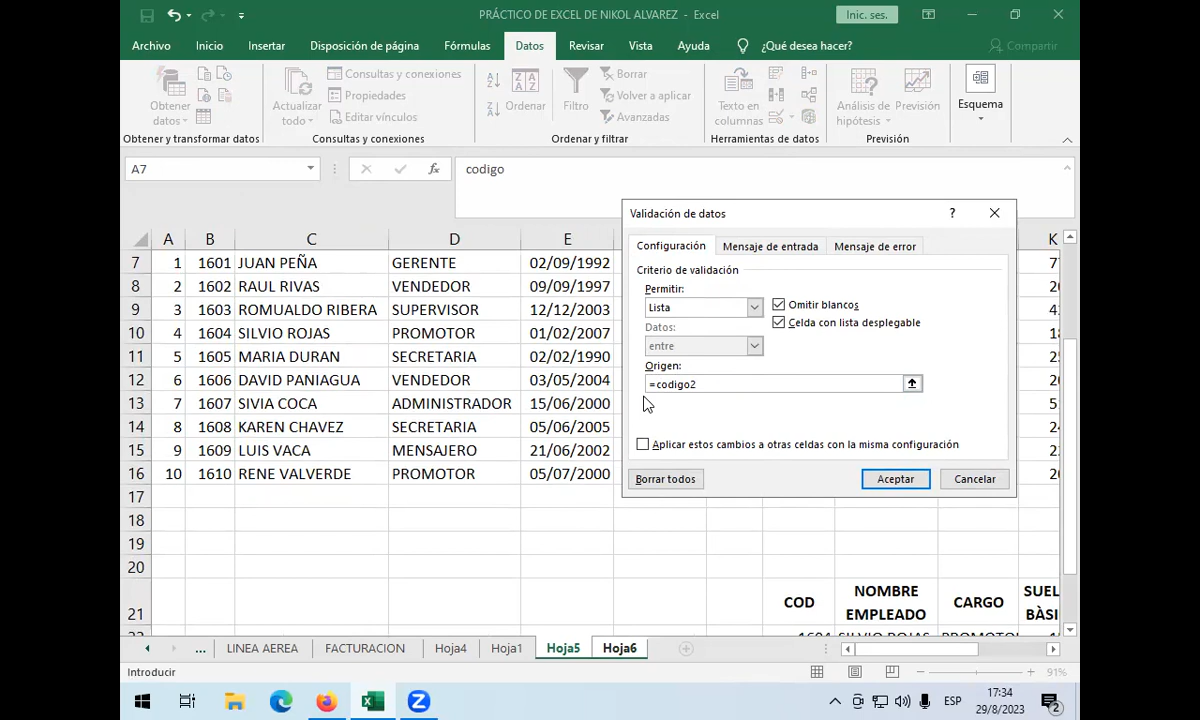 PRÁCTICO DE EXCEL DE NIKOL ALVAREZ - Excel
Inic. ses.
Archivo Inicio Insertar Disposición de página Fórmulas Datos Revisar Vista Ayuda ¿Qué desea hacer? Compartir
Obtener datos
Obtener y transformar datos
Actualizar todo
Consultas y conexiones
Propiedades
Editar vínculos
Consultas y conexiones
Ordenar
Filtro
Borrar
Volver a aplicar
Avanzadas
Ordenar y filtrar
Texto en columnas
Herramientas de datos
Análisis de hipótesis
Previsión
Previsión
Esquema
A7
fx
codigo
A B C D E K
7 1 1601 JUAN PEÑA GERENTE 02/09/1992
8 2 1602 RAUL RIVAS VENDEDOR 09/09/1997
9 3 1603 ROMUALDO RIBERA SUPERVISOR 12/12/2003
10 4 1604 SILVIO ROJAS PROMOTOR 01/02/2007
11 5 1605 MARIA DURAN SECRETARIA 02/02/1990
12 6 1606 DAVID PANIAGUA VENDEDOR 03/05/2004
13 7 1607 SIVIA COCA ADMINISTRADOR 15/06/2000
14 8 1608 KAREN CHAVEZ SECRETARIA 05/06/2005
15 9 1609 LUIS VACA MENSAJERO 21/06/2002
16 10 1610 RENE VALVERDE PROMOTOR 05/07/2000
17
18
19
20
21 COD NOMBRE EMPLEADO CARGO
Validación de datos
?
Configuración Mensaje de entrada Mensaje de error
Criterio de validación
Permitir:
Lista
Omitir blancos
Celda con lista desplegable
Datos:
entre
Origen:
=codigo2
Aplicar estos cambios a otras celdas con la misma configuración
Borrar todos Aceptar Cancelar
... LINEA AEREA FACTURACION Hoja4 Hoja1 Hoja5 Hoja6
Introducir
91%
ESP
17:34
29/8/2023
2